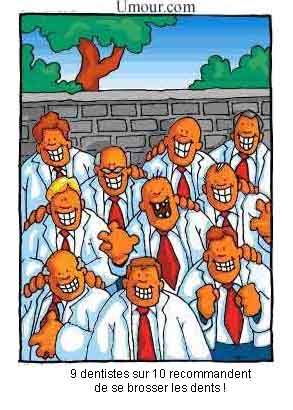 Umour.com
9 dentistes sur 10 recommandent
de se brosser les dents !